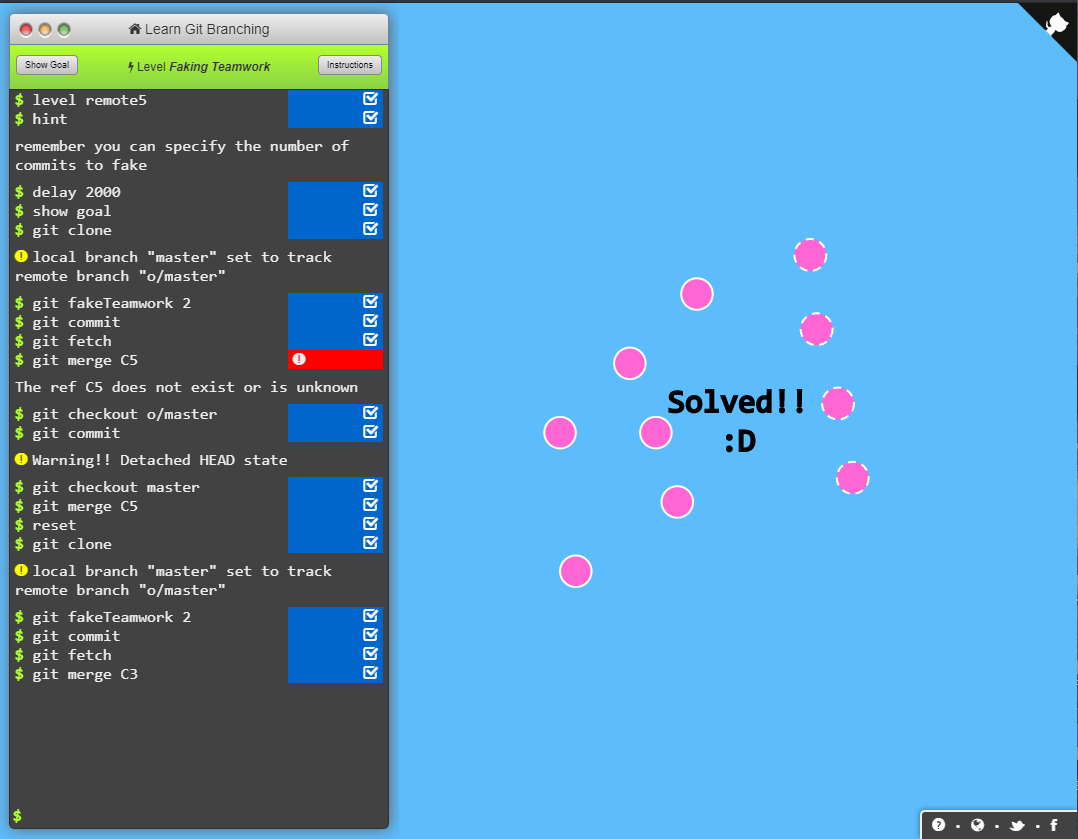 Learn Git Branching
Show Goal
Level Faking Teamwork
Instructions
$ level remote5
$ hint
remember you can specify the number of
commits to fake
$ delay 2000
$ show goal
$ git clone
local branch "master" set to track
remote branch "o/master"
$ git fakeTeamwork 2
$ git commit
$ git fetch
$ git merge C5
The ref C5 does not exist or is unknown
$ git checkout o/master
$ git commit
Warning!! Detached HEAD state
$ git checkout master
$ git merge C5
$ reset
$ git clone
local branch "master" set to track
remote branch "o/master"
$ git fakeTeamwork 2
$ git commit
$ git fetch
$ git merge C3
$
Solved!!
:D